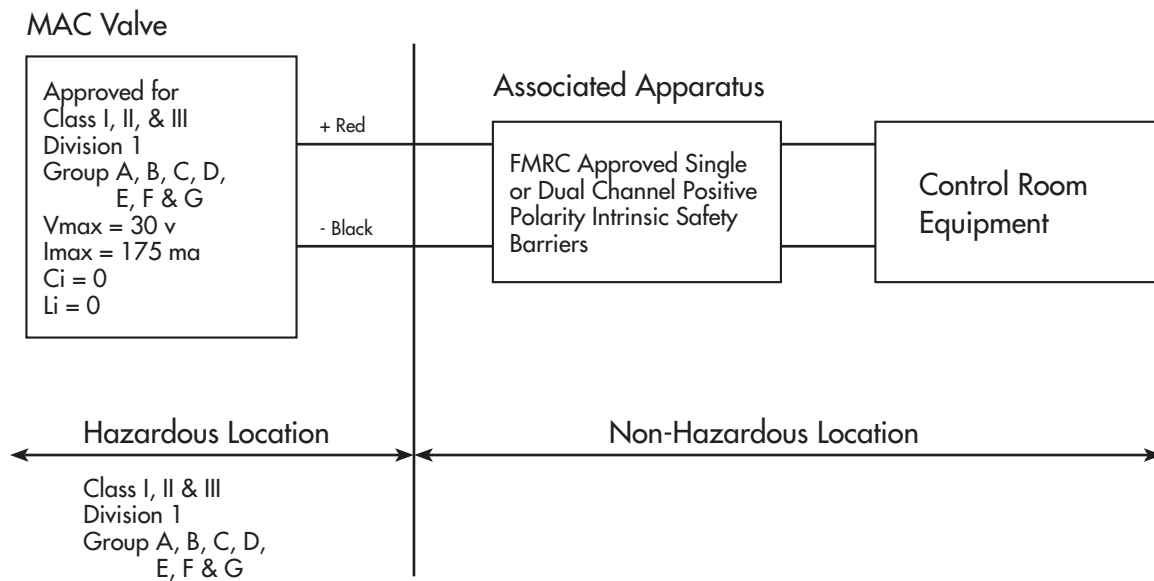 MAC Valve
Approved for
Class I, II, & III
Division 1
Group A, B, C, D,
E, F & G
Vmax = 30 v
Imax = 175 ma
Ci = 0
Li = 0
+ Red
- Black
Associated Apparatus
FMRC Approved Single
or Dual Channel Positive
Polarity Intrinsic Safety
Barriers
Control Room
Equipment
Hazardous Location
Non-Hazardous Location
Class I, II & III
Division 1
Group A, B, C, D,
E, F & G